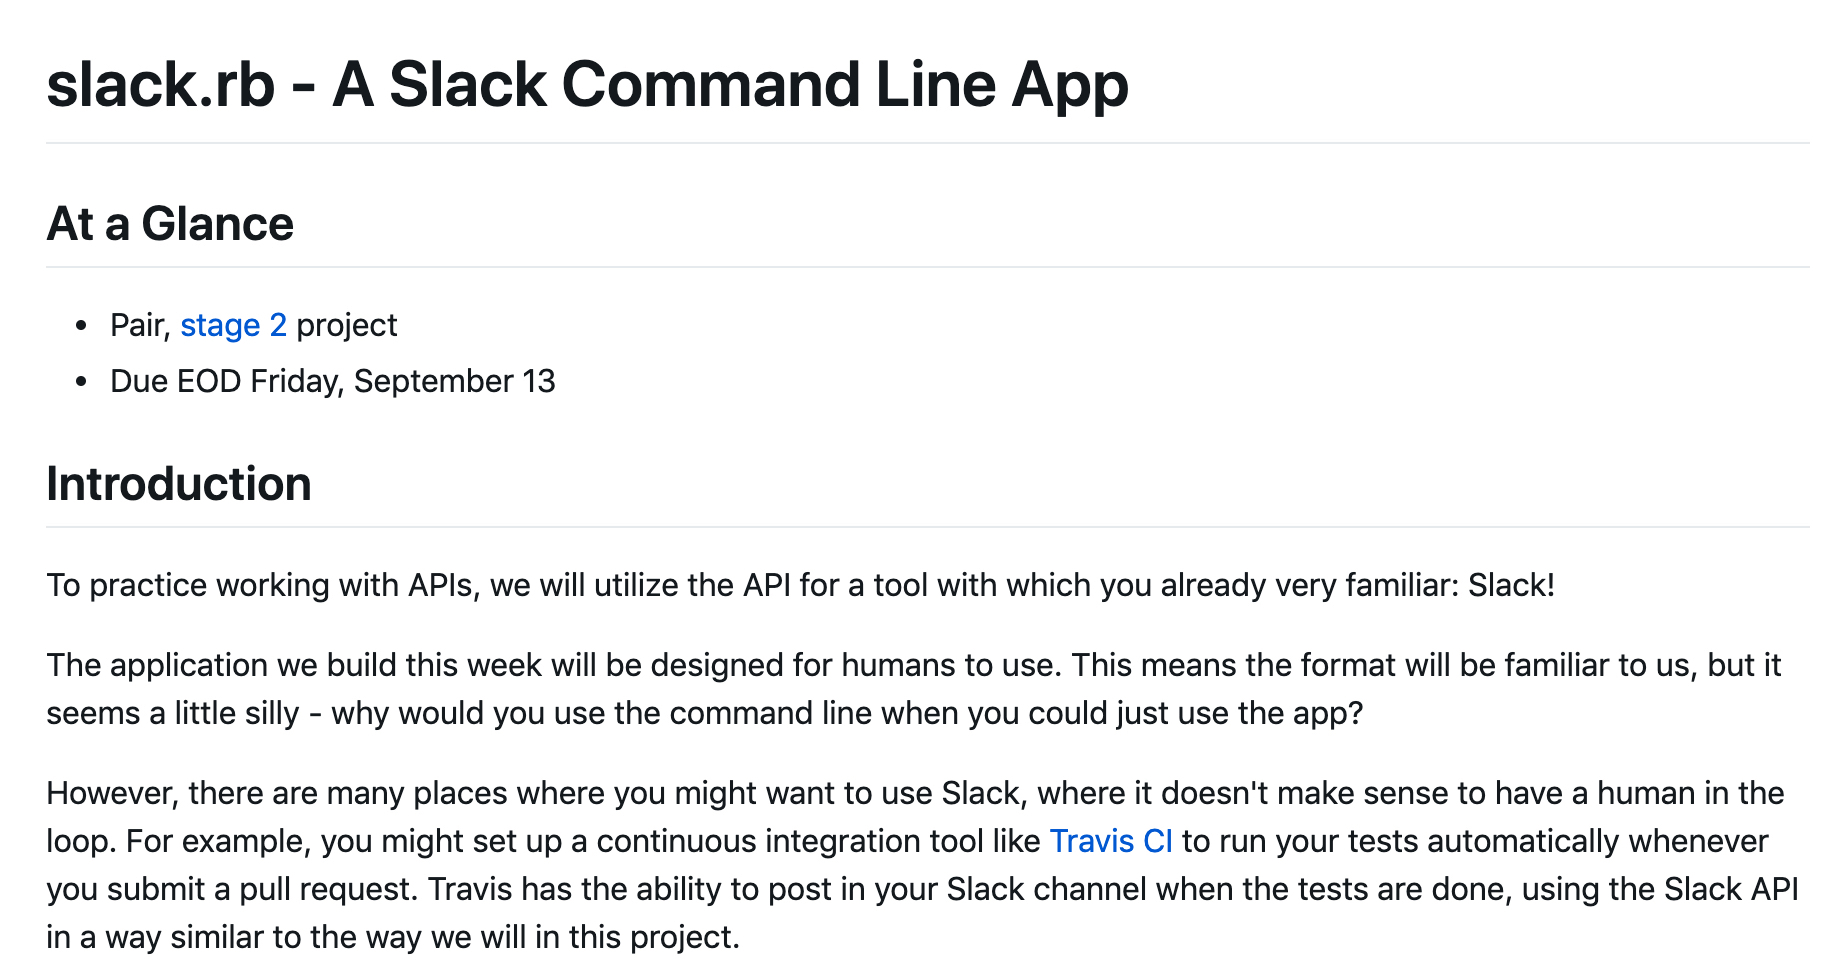 slack.rb - A Slack Command Line App
At a Glance
• Pair, stage 2 project
• Due EOD Friday, September 13
Introduction
To practice working with APIs, we will utilize the API for a tool with which you already very familiar: Slack!
The application we build this week will be designed for humans to use. This means the format will be familiar to us, but it
seems a little silly - why would you use the command line when you could just use the app?
However, there are many places where you might want to use Slack, where it doesn't make sense to have a human in the
loop. For example, you might set up a continuous integration tool like Travis CI to run your tests automatically whenever
you submit a pull request. Travis has the ability to post in your Slack channel when the tests are done, using the Slack API
in a way similar to the way we will in this project.